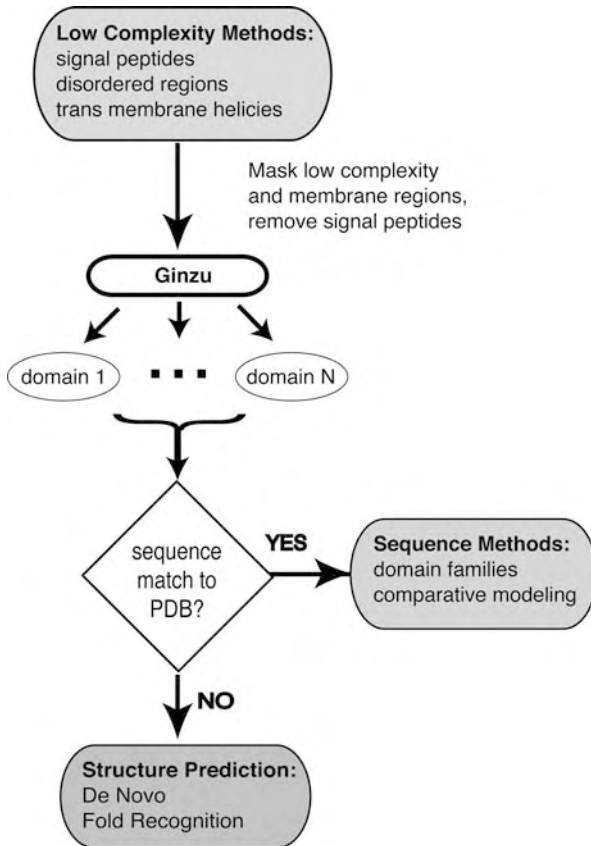 Low Complexity Methods:
signal peptides
disordered regions
trans membrane helicies
Mask low complexity
and membrane regions,
remove signal peptides
Ginzu
domain 1
domain N
sequence
match to
PDB?
YES
Sequence Methods:
domain families
comparative modeling
NO
Structure Prediction:
De Novo
Fold Recognition